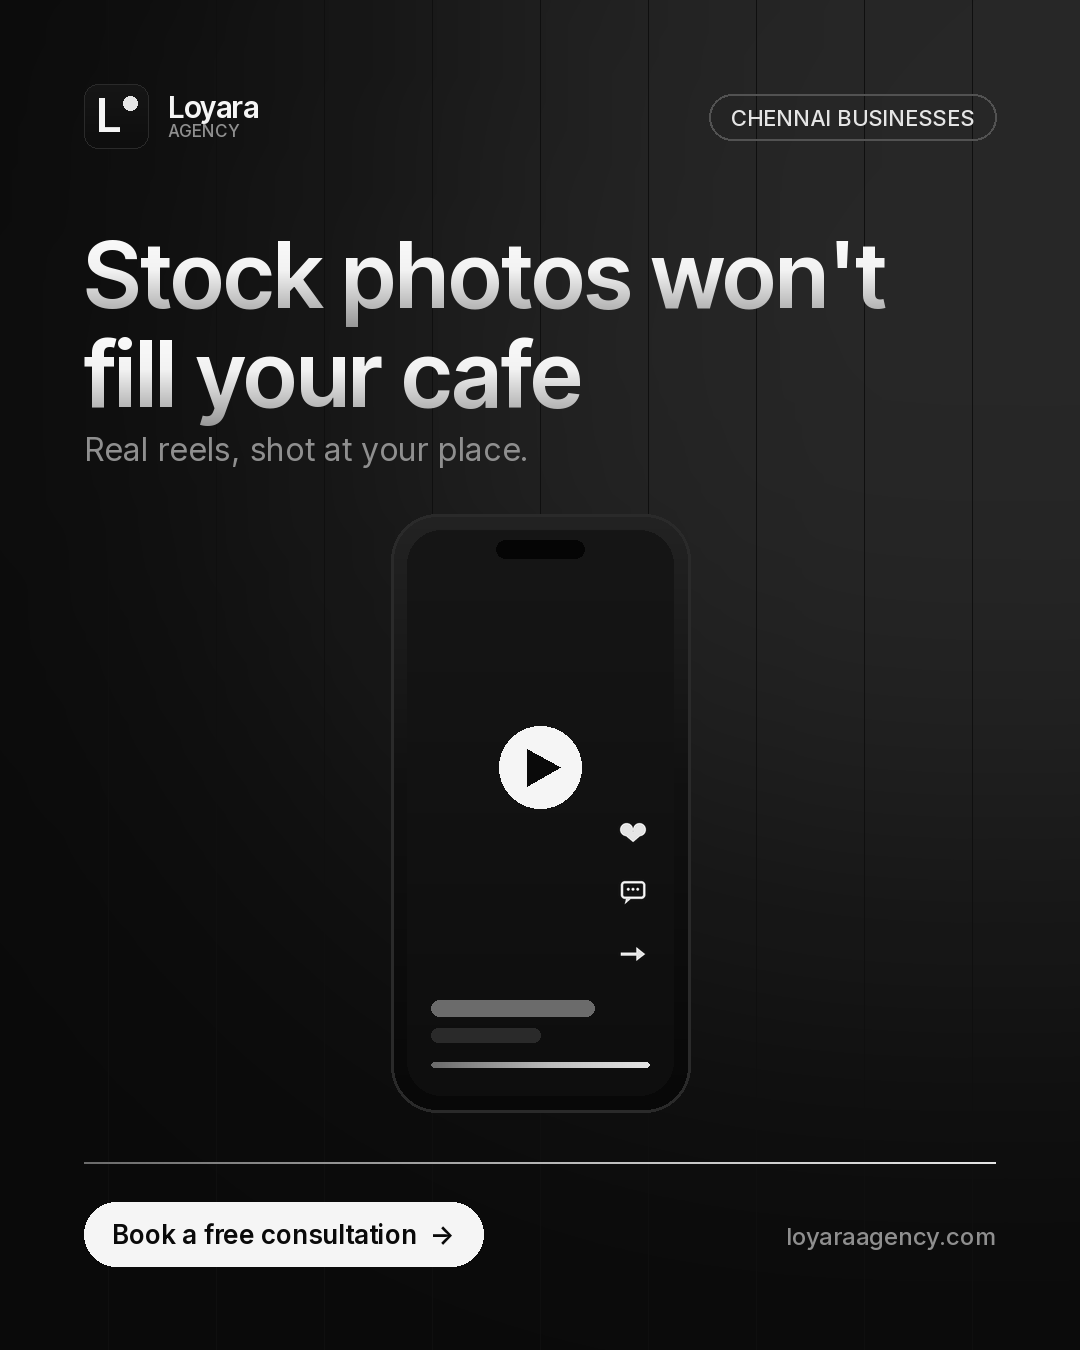 Loyara
AGENCY
CHENNAI BUSINESSES
Stock photos won't
fill your cafe
Real reels, shot at your place.
Book a free consultation →
loyaraagency.com